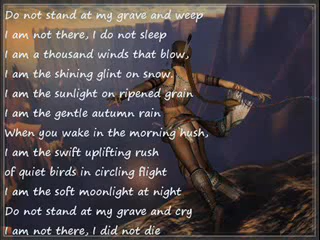 Do not stand at my grave and weep
I am not there, I do not sleep
I am a thousand winds that blow,
I am the shining glint on snow.
I am the sunlight on ripened grain
I am the gentle autumn rain
When you wake in the morning hush,
I am the swift uplifting rush
of quiet birds in circling flight
I am the soft moonlight at night
Do not stand at my grave and cry
I am not there, I did not die